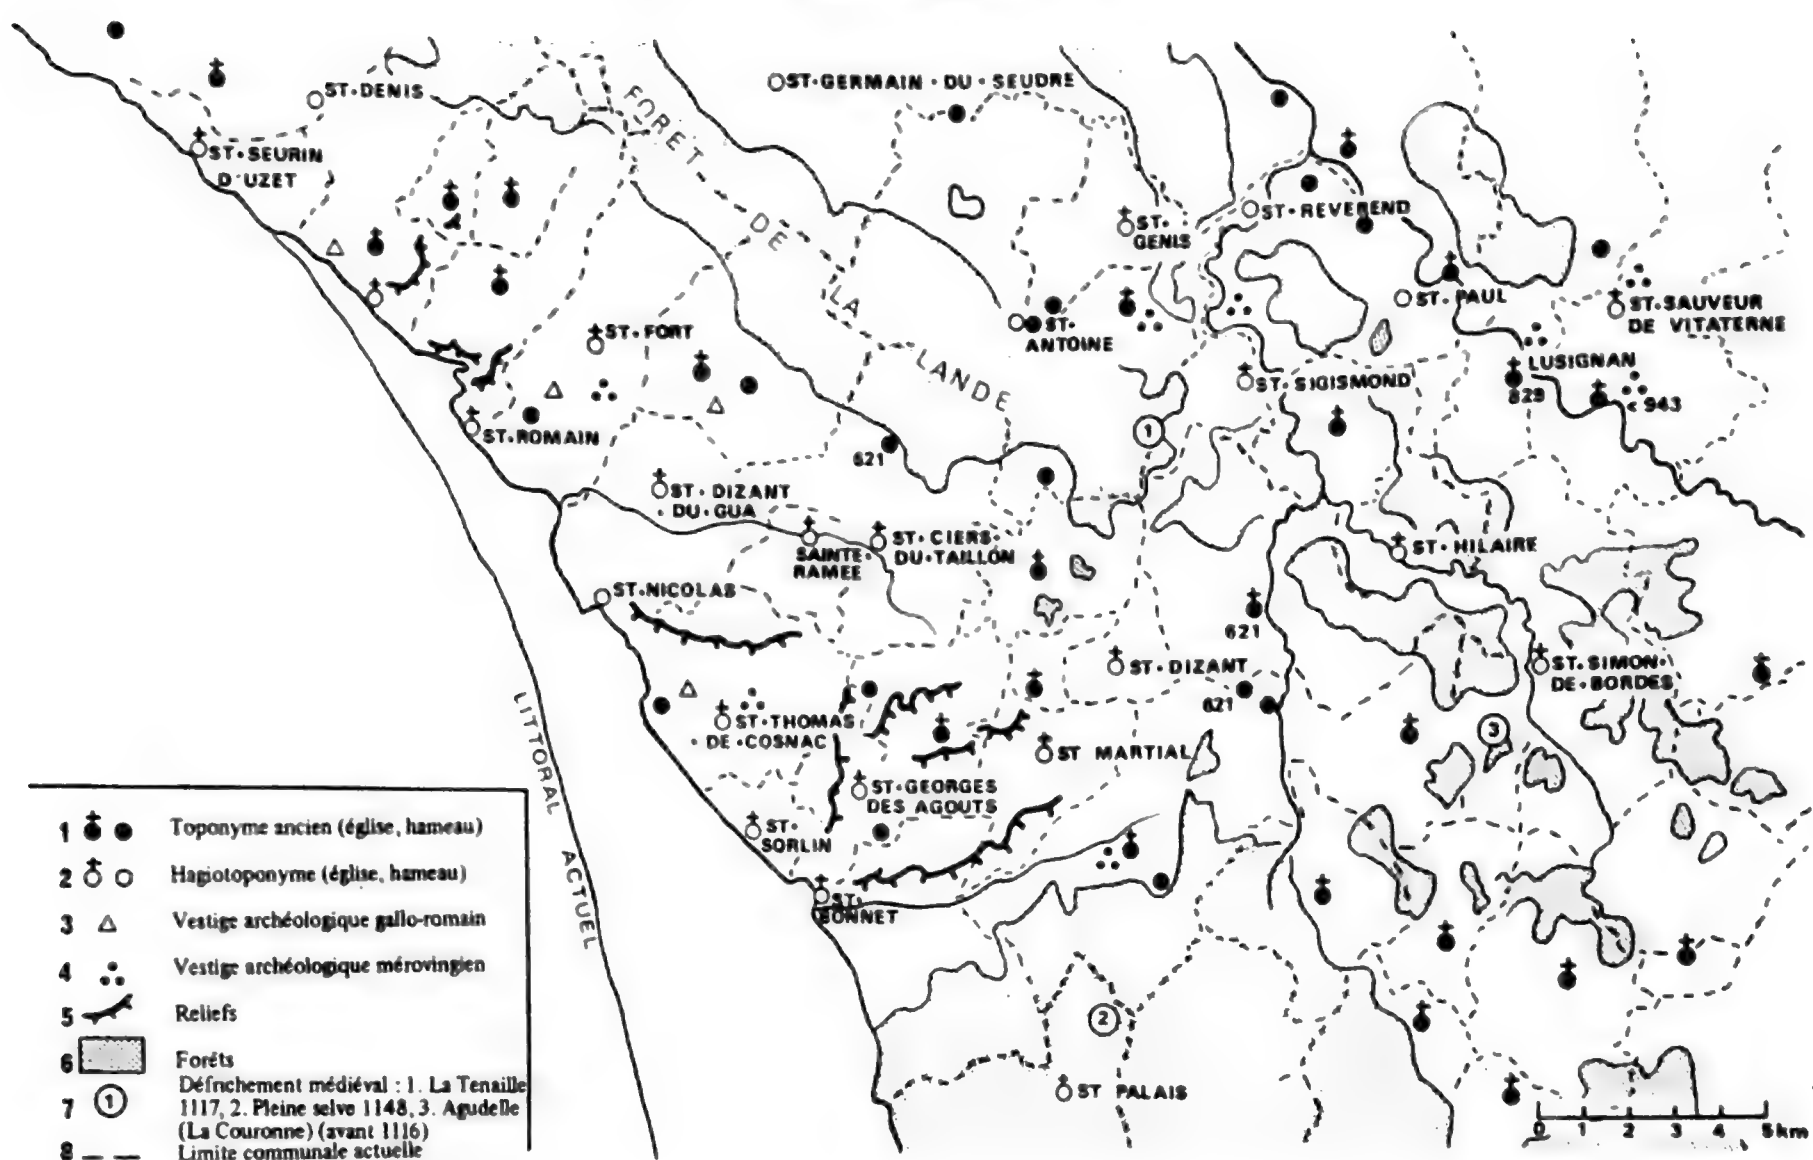 ST-DENIS
ST-GERMAIN-DU-SEUDRE
ST-SEURIN
D'UZET
FORET DE LA LANDE
ST-REVEREND
ST-
GENIS
ST-PAUL
ST-SAUVEUR
DE VITATERNE
ST-FORT
ST-
ANTOINE
LUSIGNAN
829
< 943
ST-SIGISMOND
1
ST-ROMAIN
621
ST-DIZANT
DU-GUA
SAINTE-
RAMEE
ST-CIERS-
DU-TAILLON
ST-HILAIRE
ST-NICOLAS
621
ST-DIZANT
621
ST-SIMON-
DE-BORDES
ST-THOMAS
DE-COSNAC
ST MARTIAL
3
ST-GEORGES
DES AGOUTS
ST-
SORLIN
ST-
BONNET
LITTORAL ACTUEL
2
ST PALAIS
1 Toponyme ancien (église, hameau)
2 Hagiotoponyme (église, hameau)
3 Vestige archéologique gallo-romain
4 Vestige archéologique mérovingien
5 Reliefs
6 Forêts
7 1 Défrichement médiéval : 1. La Tenaille
1117, 2. Pleine selve 1148, 3. Agudelle
(La Couronne) (avant 1116)
8 Limite communale actuelle
0 1 2 3 4 5km